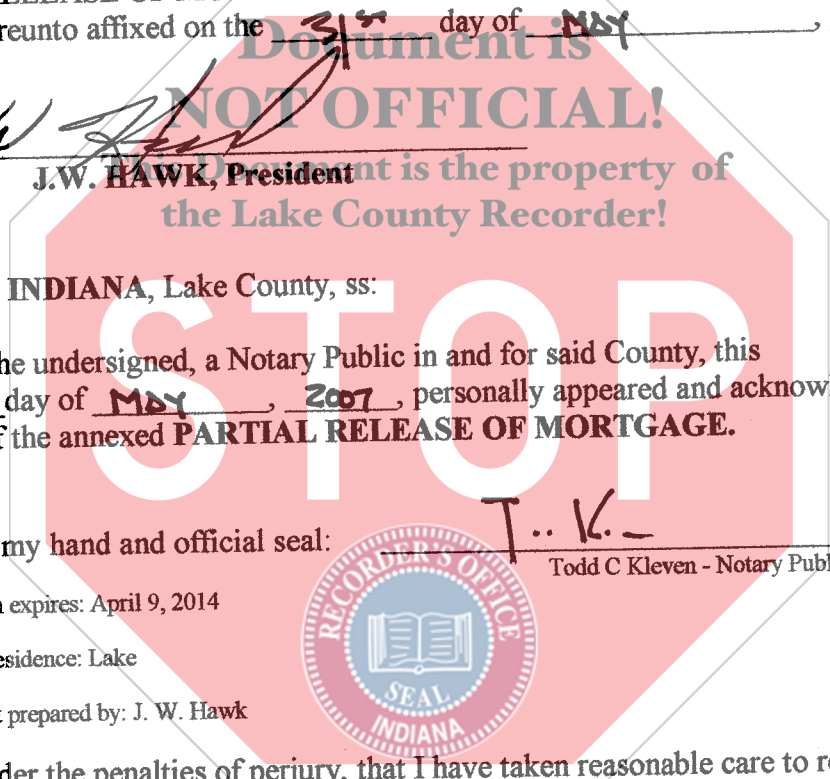 reunto affixed on the 31st day of MAY,
Document is
NOT OFFICIAL!
J.W. HAWK, President
This Document is the property of
the Lake County Recorder!
INDIANA, Lake County, ss:
STOP
he undersigned, a Notary Public in and for said County, this
day of MAY, 2007, personally appeared and acknowl
f the annexed PARTIAL RELEASE OF MORTGAGE.
my hand and official seal: T.. K.
Todd C Kleven - Notary Publ
RECORDER'S OFFICE
SEAL
INDIANA
expires: April 9, 2014
esidence: Lake
prepared by: J. W. Hawk
der the penalties of perjury, that I have taken reasonable care to r